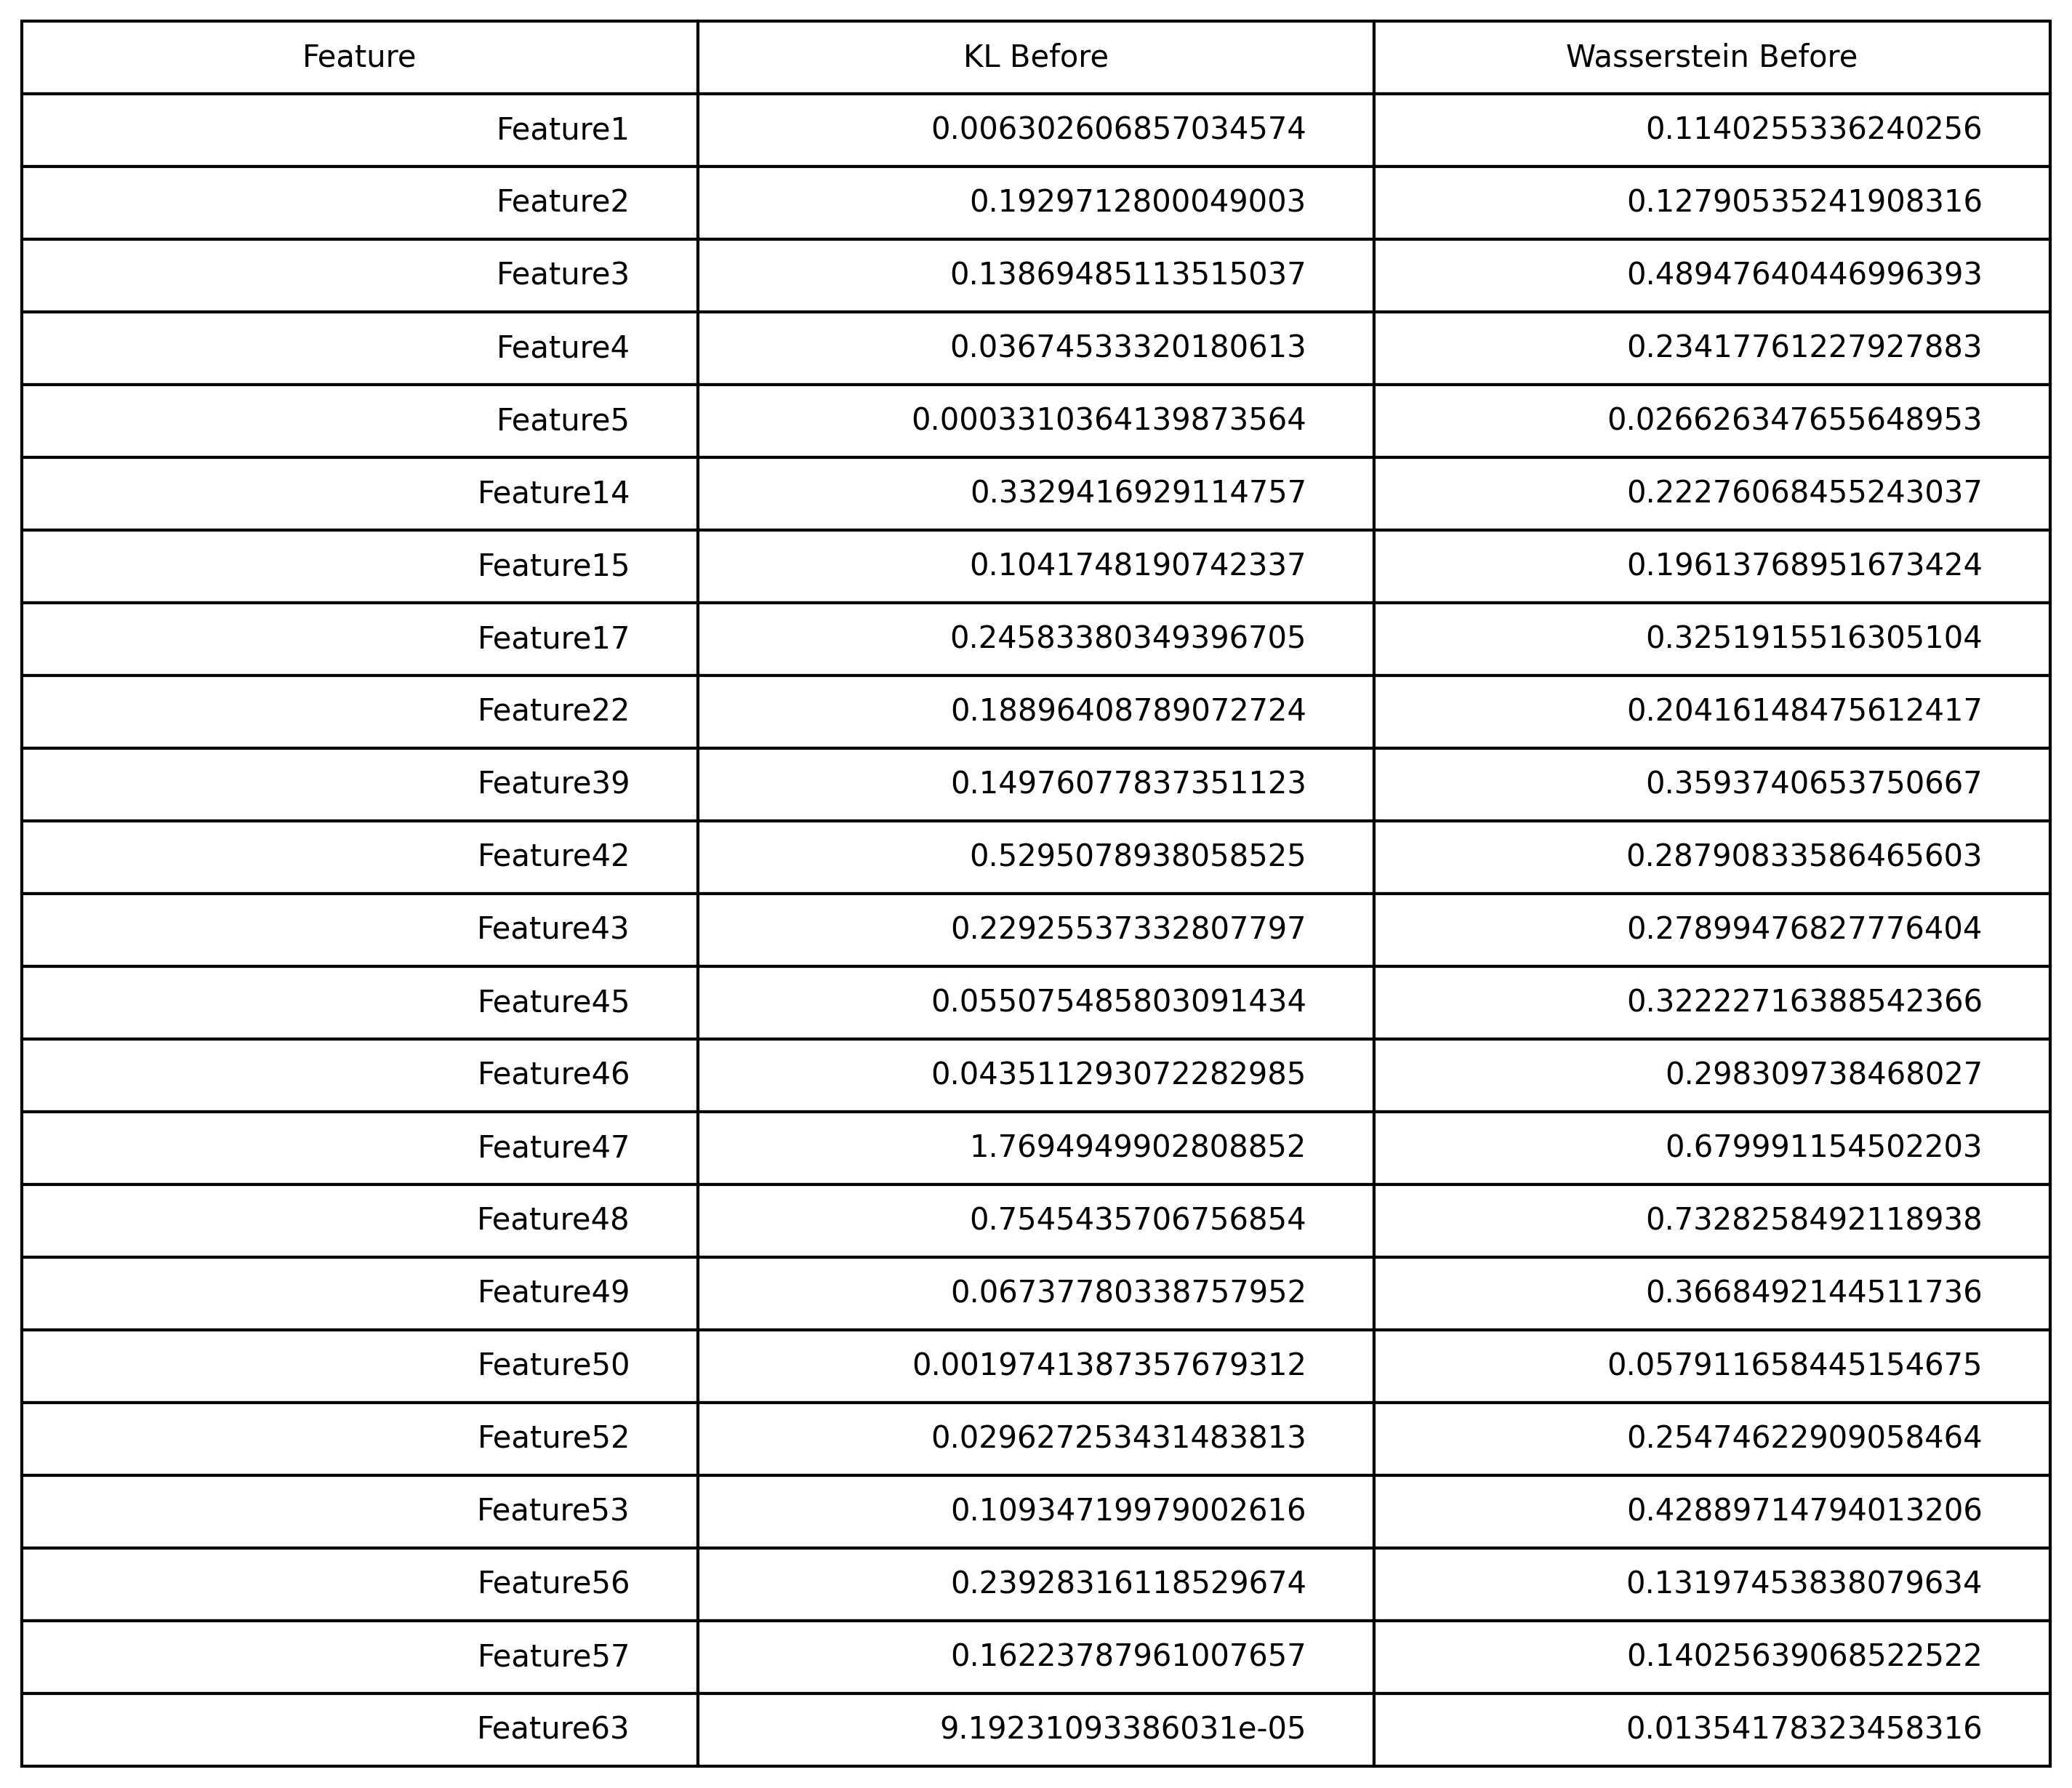 Feature KL Before Wasserstein Before
Feature1 0.006302606857034574 0.1140255336240256
Feature2 0.1929712800049003 0.12790535241908316
Feature3 0.13869485113515037 0.48947640446996393
Feature4 0.03674533320180613 0.23417761227927883
Feature5 0.0003310364139873564 0.026626347655648953
Feature14 0.3329416929114757 0.22276068455243037
Feature15 0.1041748190742337 0.19613768951673424
Feature17 0.24583380349396705 0.3251915516305104
Feature22 0.18896408789072724 0.20416148475612417
Feature39 0.14976077837351123 0.3593740653750667
Feature42 0.5295078938058525 0.28790833586465603
Feature43 0.22925537332807797 0.27899476827776404
Feature45 0.055075485803091434 0.32222716388542366
Feature46 0.043511293072282985 0.298309738468027
Feature47 1.7694949902808852 0.679991154502203
Feature48 0.7545435706756854 0.7328258492118938
Feature49 0.06737780338757952 0.3668492144511736
Feature50 0.0019741387357679312 0.057911658445154675
Feature52 0.029627253431483813 0.25474622909058464
Feature53 0.10934719979002616 0.42889714794013206
Feature56 0.23928316118529674 0.13197453838079634
Feature57 0.16223787961007657 0.14025639068522522
Feature63 9.19231093386031e-05 0.01354178323458316